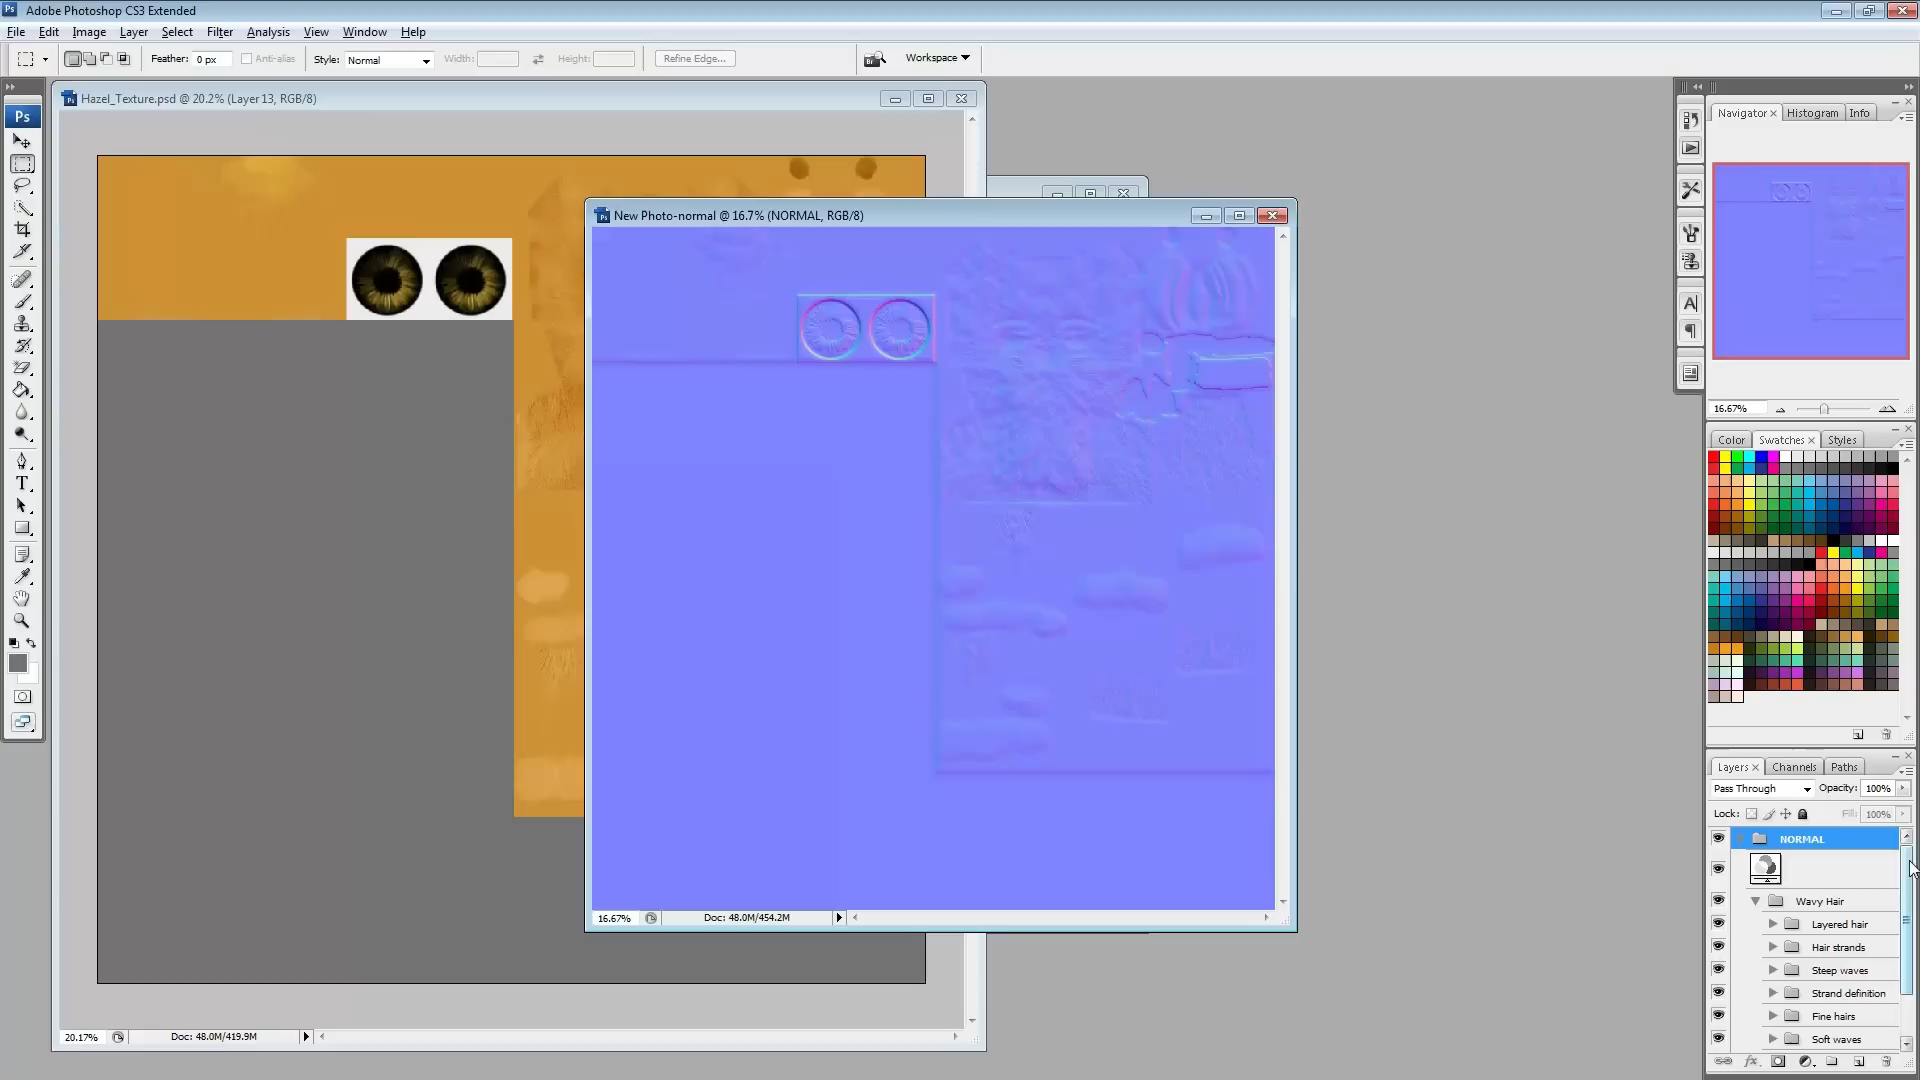 Ps Adobe Photoshop CS3 Extended
File Edit Image Layer Select Filter Analysis View Window Help
Feather: 0 px Anti-alias Style: Normal Width: Height: Refine Edge... Br Workspace
Ps Hazel_Texture.psd @ 20.2% (Layer 13, RGB/8)
Ps
Navigator Histogram Info
New Photo-normal @ 16.7% (NORMAL, RGB/8)
16.67%
Color Swatches Styles
T
A
Layers Channels Paths
Pass Through Opacity: 100%
Lock: Fill: 100%
NORMAL
Wavy Hair
Layered hair
Hair strands
Steep waves
Strand definition
Fine hairs
Soft waves
16.67% Doc: 48.0M/454.2M
20.17% Doc: 48.0M/419.9M